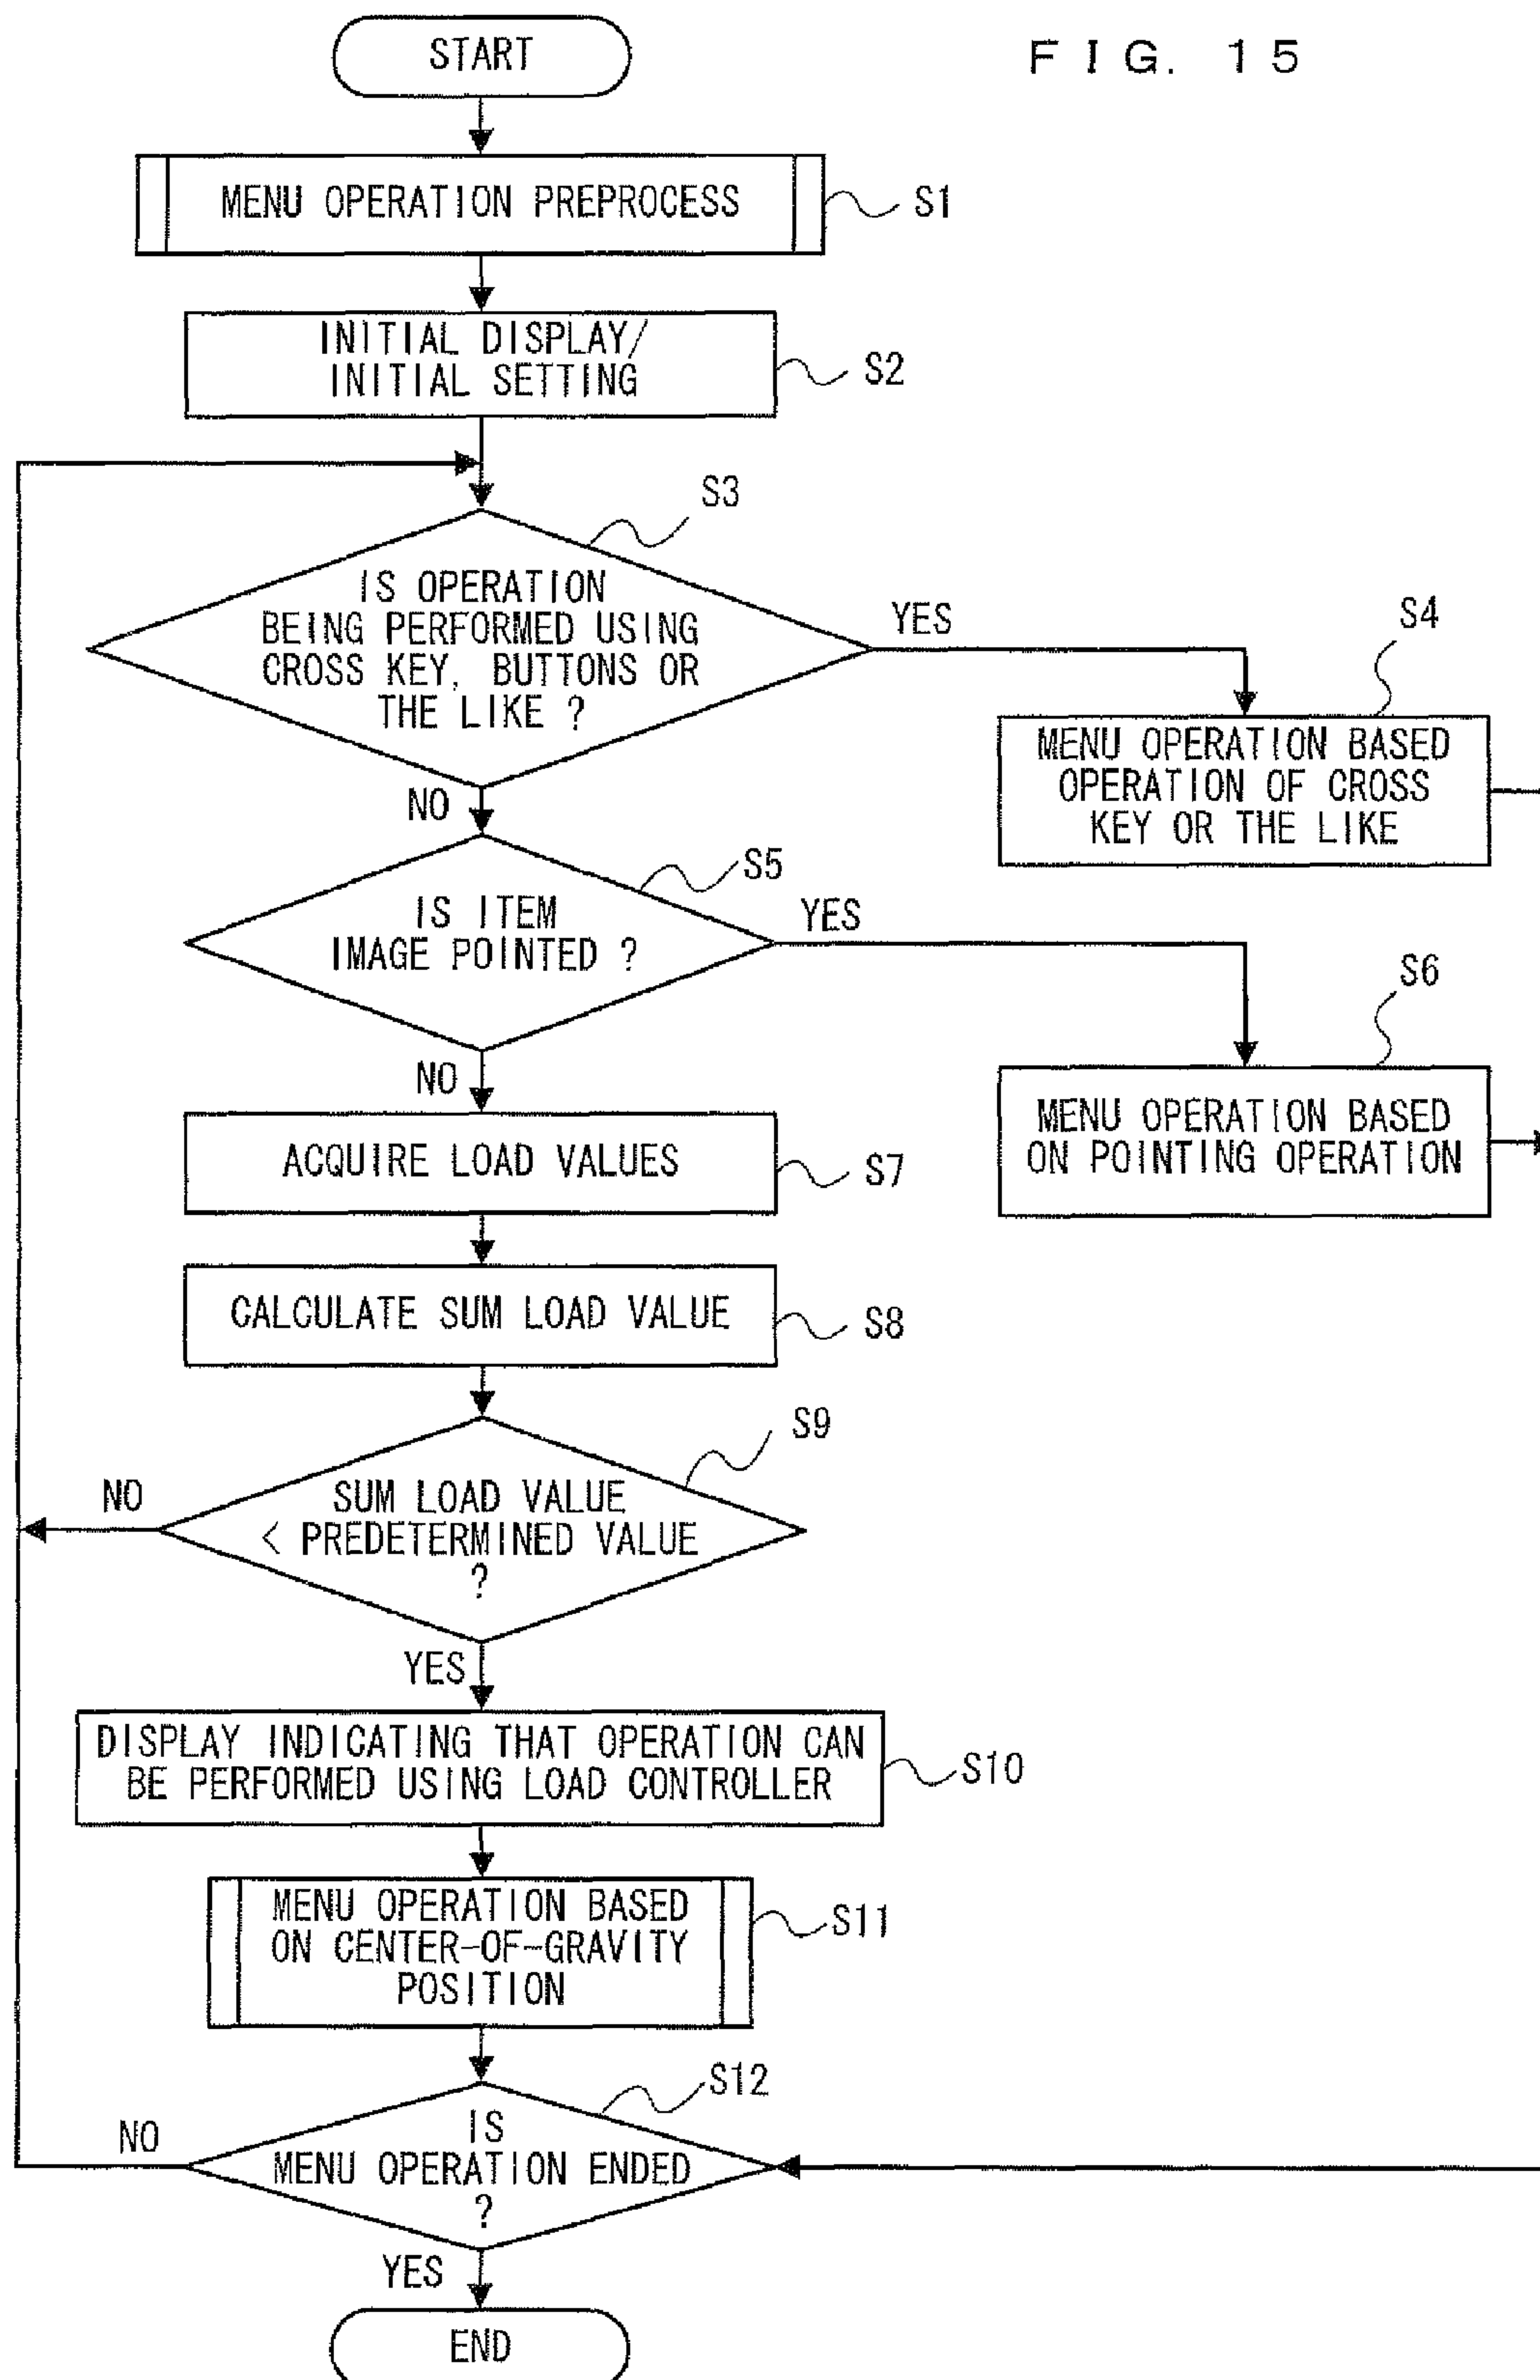 FIG. 15
START
MENU OPERATION PREPROCESS
S1
INITIAL DISPLAY/
INITIAL SETTING
S2
S3
IS OPERATION
BEING PERFORMED USING
CROSS KEY, BUTTONS OR
THE LIKE ?
YES
NO
S4
MENU OPERATION BASED
OPERATION OF CROSS
KEY OR THE LIKE
S5
IS ITEM
IMAGE POINTED ?
YES
NO
S6
MENU OPERATION BASED
ON POINTING OPERATION
ACQUIRE LOAD VALUES
S7
CALCULATE SUM LOAD VALUE
S8
S9
SUM LOAD VALUE
< PREDETERMINED VALUE
?
NO
YES
DISPLAY INDICATING THAT OPERATION CAN
BE PERFORMED USING LOAD CONTROLLER
S10
MENU OPERATION BASED
ON CENTER-OF-GRAVITY
POSITION
S11
S12
IS
MENU OPERATION ENDED
?
NO
YES
END